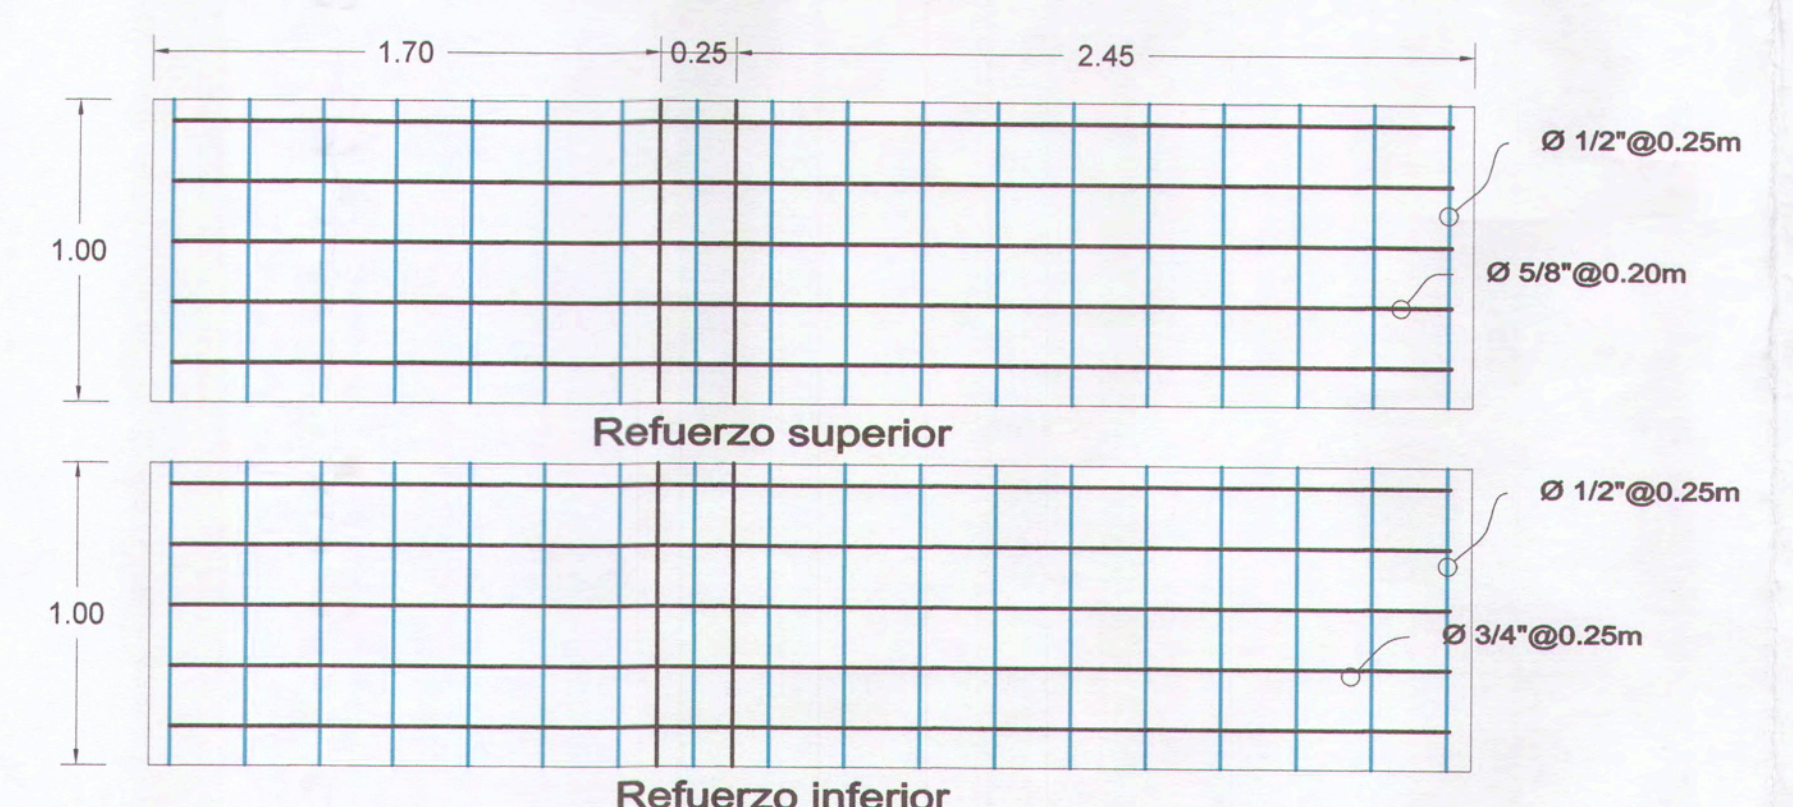 1.70 0.25 2.45
Ø 1/2"@0.25m
1.00
Ø 5/8"@0.20m
Refuerzo superior
Ø 1/2"@0.25m
1.00
Ø 3/4"@0.25m
Refuerzo inferior